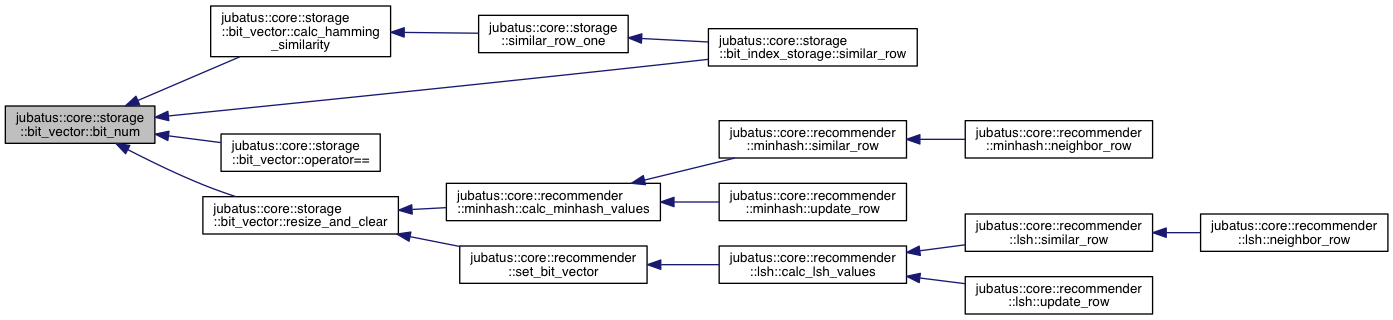 jubatus::core::storage
::bit_vector::calc_hamming
_similarity
jubatus::core::storage
::similar_row_one
jubatus::core::storage
::bit_index_storage::similar_row
jubatus::core::storage
::bit_vector::bit_num
jubatus::core::storage
::bit_vector::operator==
jubatus::core::recommender
::minhash::similar_row
jubatus::core::recommender
::minhash::neighbor_row
jubatus::core::storage
::bit_vector::resize_and_clear
jubatus::core::recommender
::minhash::calc_minhash_values
jubatus::core::recommender
::minhash::update_row
jubatus::core::recommender
::set_bit_vector
jubatus::core::recommender
::lsh::calc_lsh_values
jubatus::core::recommender
::lsh::similar_row
jubatus::core::recommender
::lsh::neighbor_row
jubatus::core::recommender
::lsh::update_row